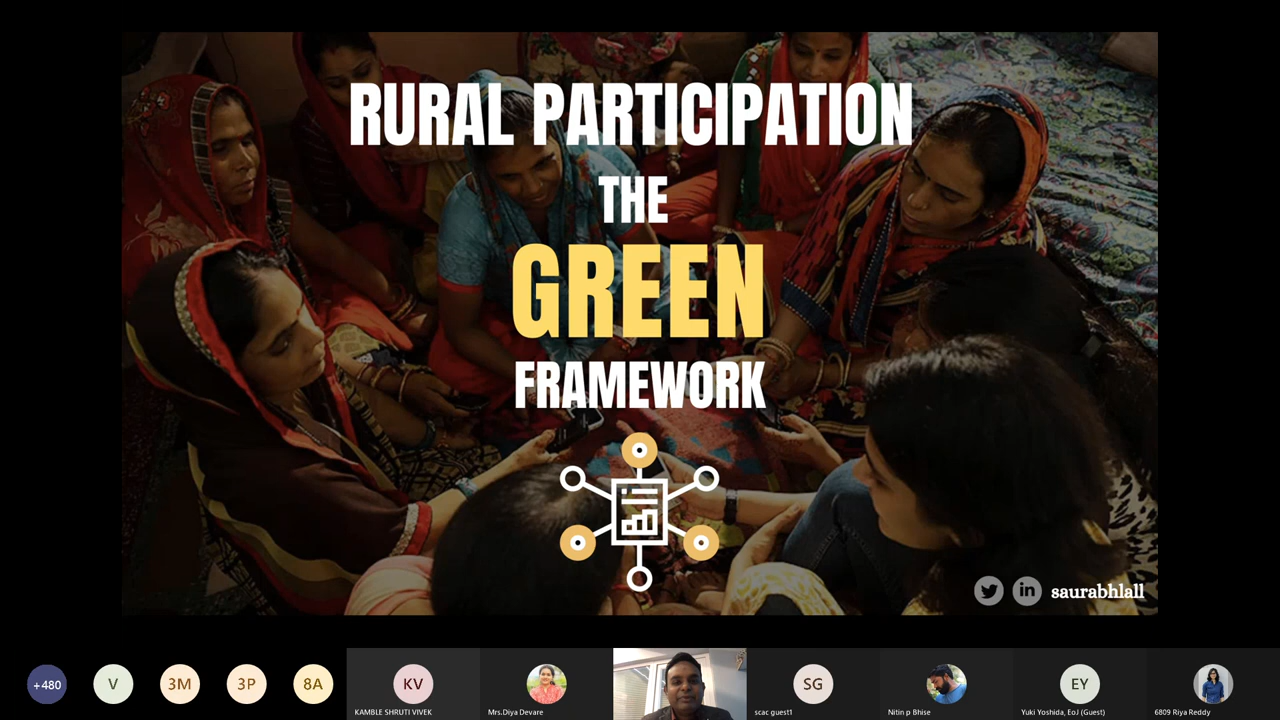 RURAL PARTICIPATION
THE
GREEN
FRAMEWORK
in saurabhlall
+480
V
3M
3P
8A
KV
SG
EY
KAMBLE SHRUTI VIVEK
Mrs.Diya Devare
scac guest1
Nitin p Bhise
Yuki Yoshida, EoJ (Guest)
6809 Riya Reddy